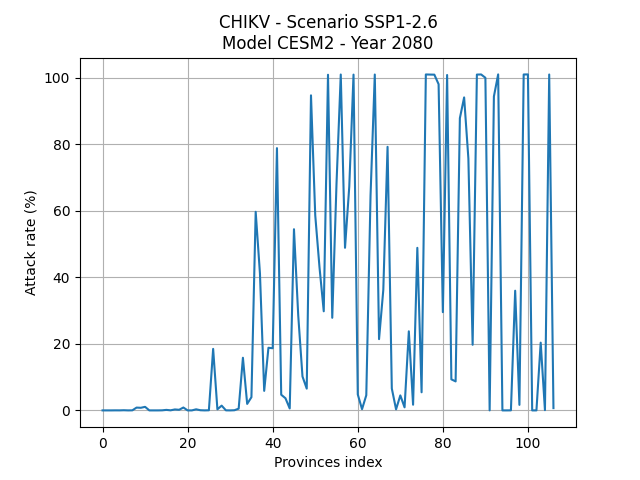 CHIKV - Scenario SSP1-2.6
Model CESM2 - Year 2080
Attack rate (%)
100
80
60
40
20
0
0 20 40 60 80 100
Provinces index